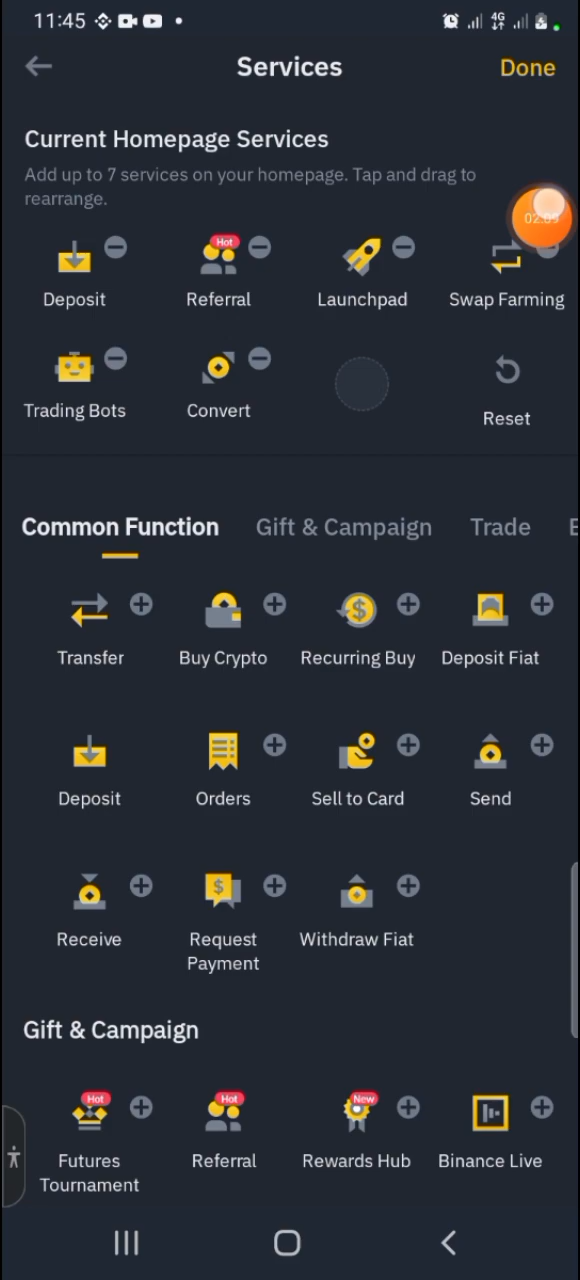 11:45
4G
Services
Done
Current Homepage Services
Add up to 7 services on your homepage. Tap and drag to
rearrange.
02:09
Hot
Deposit
Referral
Launchpad
Swap Farming
Trading Bots
Convert
Reset
Common Function
Gift & Campaign
Trade
E
Transfer
Buy Crypto
Recurring Buy
Deposit Fiat
Deposit
Orders
Sell to Card
Send
Receive
Request
Payment
Withdraw Fiat
Gift & Campaign
Hot
Hot
New
Futures
Tournament
Referral
Rewards Hub
Binance Live